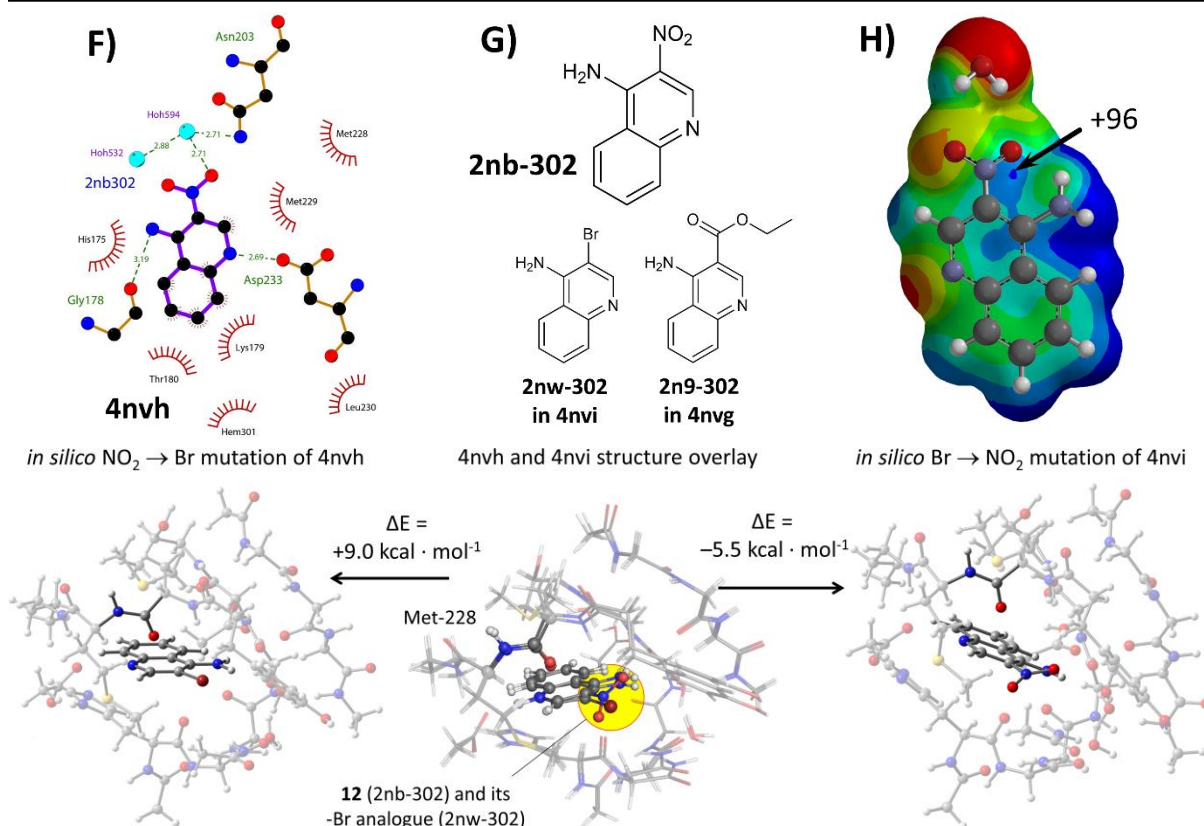 F)
Asn203
Hoh594
2.71
Hoh532
2.88
2.71
Met228
2nb302
Met229
His175
3.19
2.69
Gly178
Asp233
Lys179
Thr180
Leu230
4nvh
Hem301
G)
NO2
H2N
N
2nb-302
Br
H2N
N
2nw-302
in 4nvi
O
O
H2N
N
2n9-302
in 4nvg
H)
+96
in silico NO2 → Br mutation of 4nvh
4nvh and 4nvi structure overlay
in silico Br → NO2 mutation of 4nvi
ΔE =
+9.0 kcal · mol-1
ΔE =
–5.5 kcal · mol-1
Met-228
12 (2nb-302) and its
-Br analogue (2nw-302)